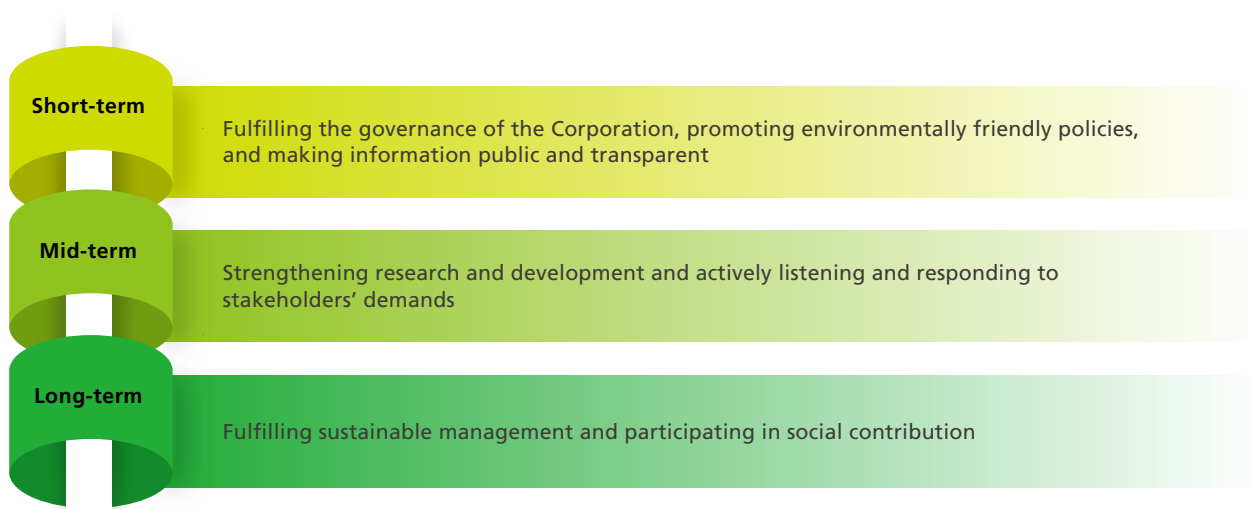 Short-term
Fulfilling the governance of the Corporation, promoting environmentally friendly policies,
and making information public and transparent
Mid-term
Strengthening research and development and actively listening and responding to
stakeholders’ demands
Long-term
Fulfilling sustainable management and participating in social contribution